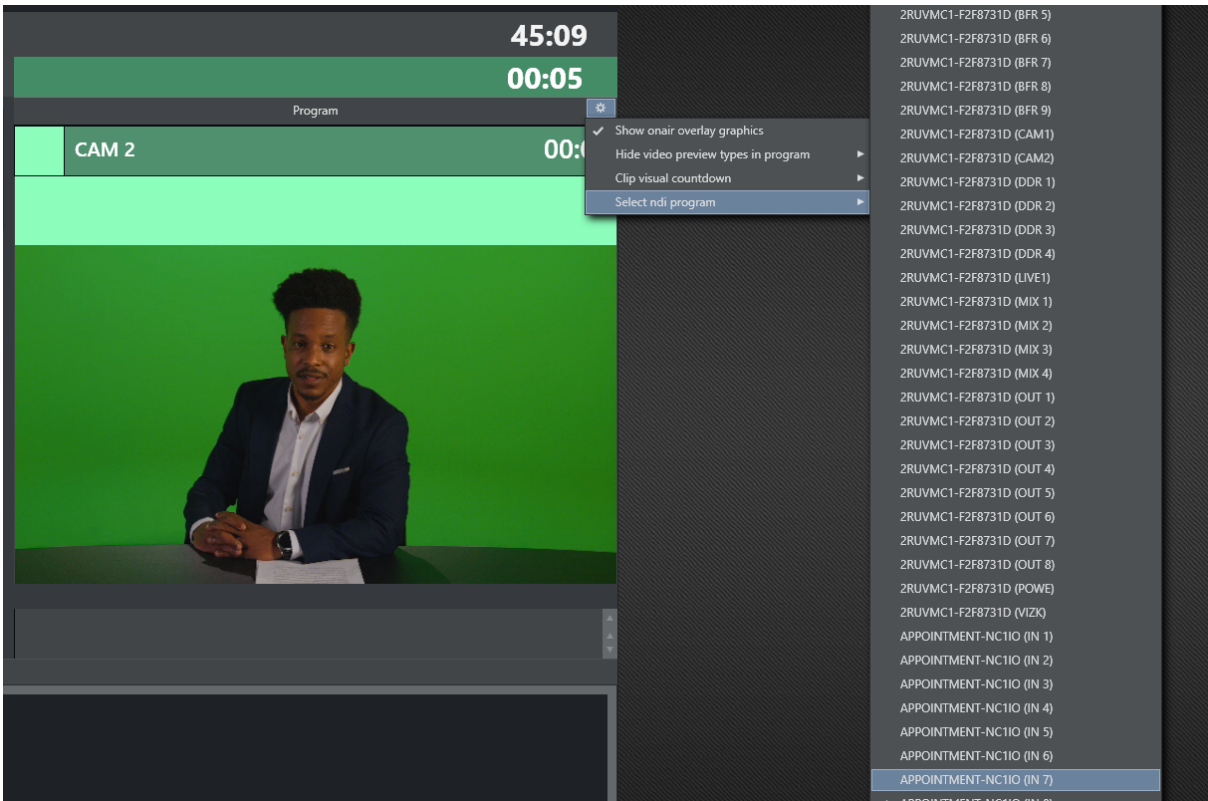 45:09
00:05
Program
CAM 2
Show onair overlay graphics
Hide video preview types in program
Clip visual countdown
Select ndi program
2RUVMC1-F2F8731D (BFR 5)
2RUVMC1-F2F8731D (BFR 6)
2RUVMC1-F2F8731D (BFR 7)
2RUVMC1-F2F8731D (BFR 8)
2RUVMC1-F2F8731D (BFR 9)
2RUVMC1-F2F8731D (CAM1)
2RUVMC1-F2F8731D (CAM2)
2RUVMC1-F2F8731D (DDR 1)
2RUVMC1-F2F8731D (DDR 2)
2RUVMC1-F2F8731D (DDR 3)
2RUVMC1-F2F8731D (DDR 4)
2RUVMC1-F2F8731D (LIVE1)
2RUVMC1-F2F8731D (MIX 1)
2RUVMC1-F2F8731D (MIX 2)
2RUVMC1-F2F8731D (MIX 3)
2RUVMC1-F2F8731D (MIX 4)
2RUVMC1-F2F8731D (OUT 1)
2RUVMC1-F2F8731D (OUT 2)
2RUVMC1-F2F8731D (OUT 3)
2RUVMC1-F2F8731D (OUT 4)
2RUVMC1-F2F8731D (OUT 5)
2RUVMC1-F2F8731D (OUT 6)
2RUVMC1-F2F8731D (OUT 7)
2RUVMC1-F2F8731D (OUT 8)
2RUVMC1-F2F8731D (POWE)
2RUVMC1-F2F8731D (VIZK)
APPOINTMENT-NC1IO (IN 1)
APPOINTMENT-NC1IO (IN 2)
APPOINTMENT-NC1IO (IN 3)
APPOINTMENT-NC1IO (IN 4)
APPOINTMENT-NC1IO (IN 5)
APPOINTMENT-NC1IO (IN 6)
APPOINTMENT-NC1IO (IN 7)